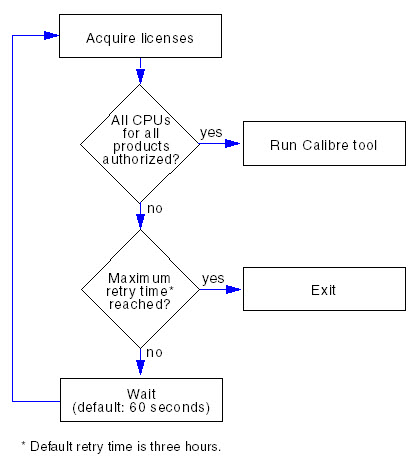 Acquire licenses
All CPUs
for all
products
authorized?
yes
Run Calibre tool
no
Maximum
retry time*
reached?
yes
Exit
no
Wait
(default: 60 seconds)
* Default retry time is three hours.